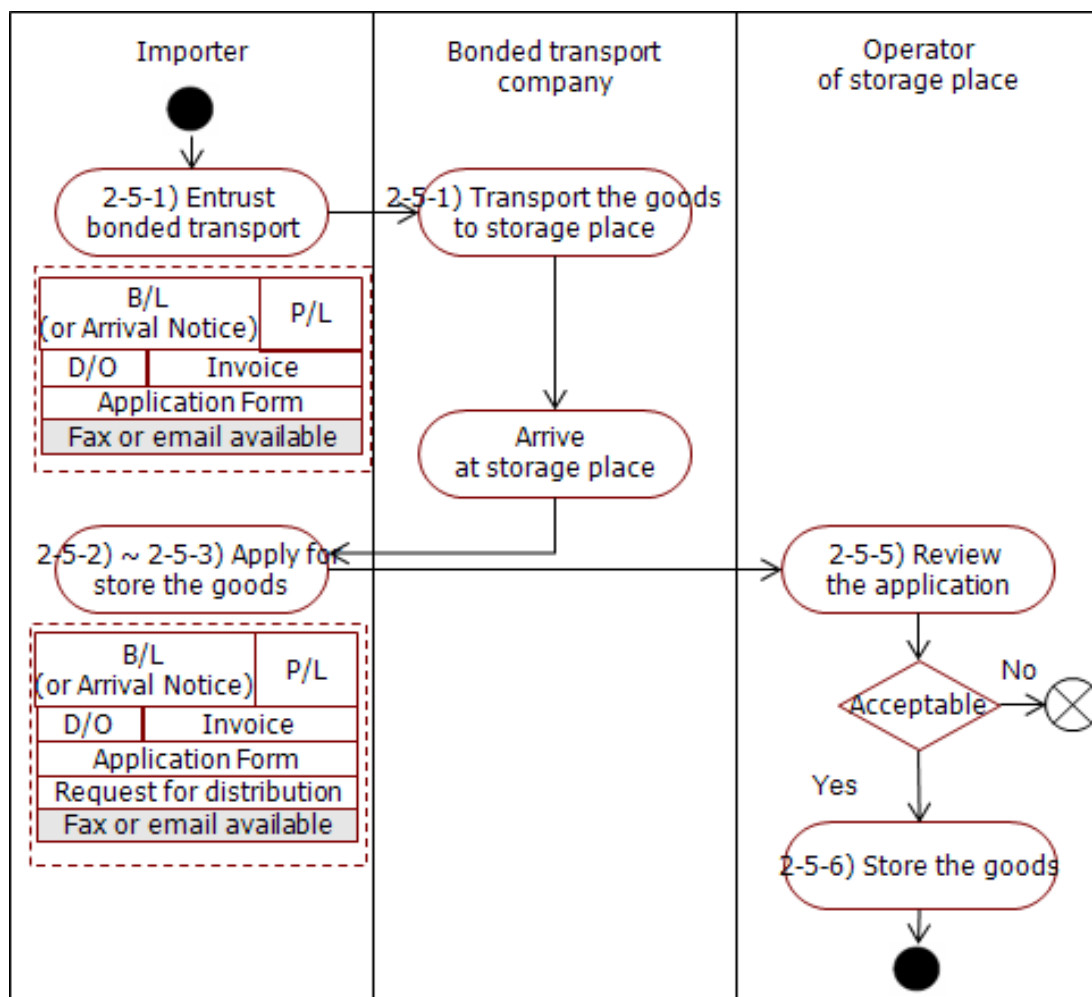 Importer
Bonded transport
company
Operator
of storage place
2-5-1) Entrust
bonded transport
2-5-1) Transport the goods
to storage place
B/L
(or Arrival Notice)
P/L
D/O
Invoice
Application Form
Fax or email available
Arrive
at storage place
2-5-2) ~ 2-5-3) Apply for
store the goods
2-5-5) Review
the application
B/L
(or Arrival Notice)
P/L
D/O
Invoice
Application Form
Request for distribution
Fax or email available
Acceptable
No
Yes
2-5-6) Store the goods